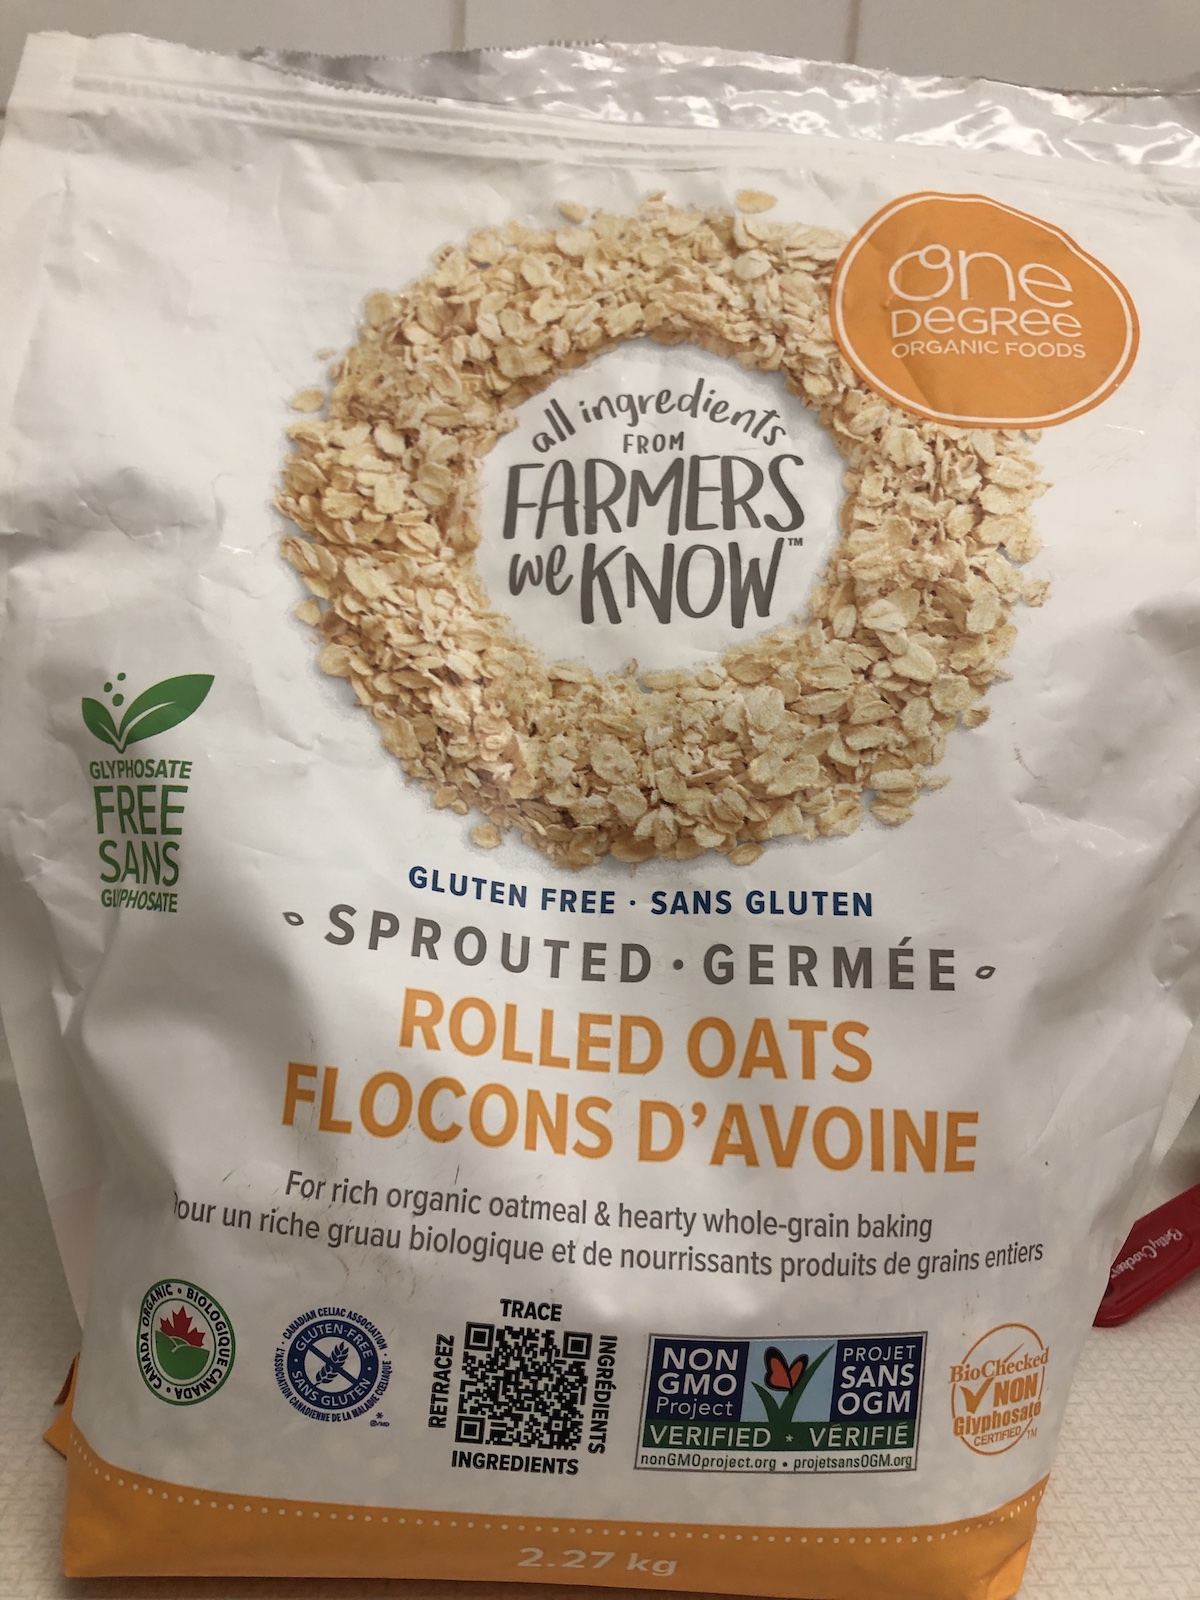 One
DEGREE
ORGANIC FOODS
all ingredients
FROM
FARMERS
we KNOW™
GLYPHOSATE
FREE
SANS
GLYPHOSATE
GLUTEN FREE · SANS GLUTEN
SPROUTED · GERMÉE
ROLLED OATS
FLOCONS D'AVOINE
For rich organic oatmeal & hearty whole-grain baking
Pour un riche gruau biologique et de nourrissants produits de grains entiers
CANADA ORGANIC • BIOLOGIQUE CANADA •
• CANADIAN CELIAC ASSOCIATION •
L'ASSOCIATION CANADIENNE DE LA MALADIE CŒLIAQUE
GLUTEN-FREE
SANS GLUTEN
TRACE
RETRACEZ
INGRÉDIENTS
INGREDIENTS
NON
GMO
Project
PROJET
SANS
OGM
VERIFIED * VÉRIFIÉ
nonGMOproject.org • projetsansOGM.org
BioChecked
NON
Glyphosate
CERTIFIED™
Betty Crocker
2.27 kg